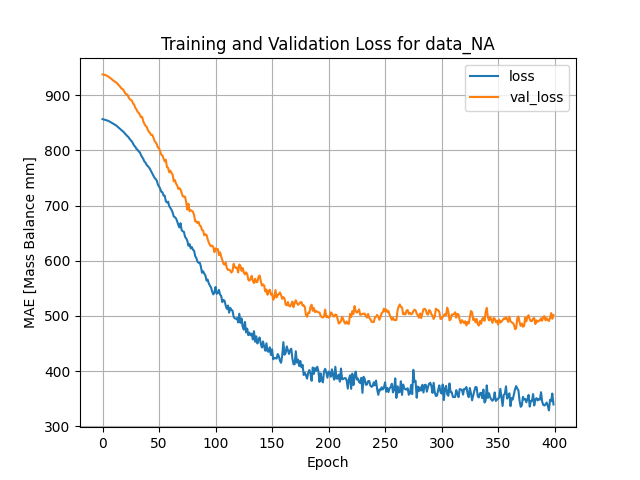 Training and Validation Loss for data_NA
loss
val_loss
MAE [Mass Balance mm]
900
800
700
600
500
400
300
0 50 100 150 200 250 300 350 400
Epoch